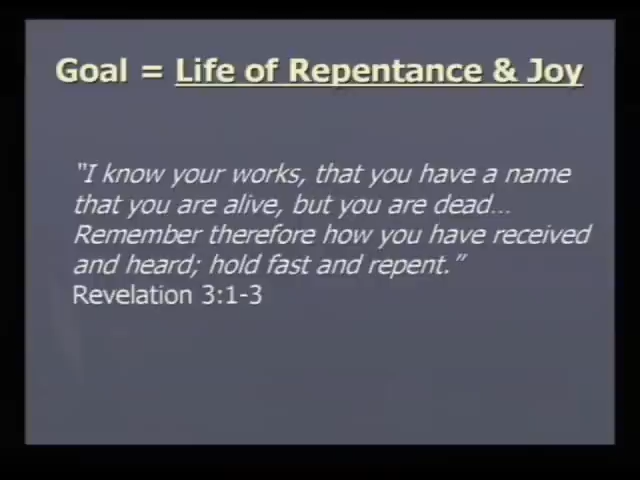 Goal = Life of Repentance & Joy
“I know your works, that you have a name
that you are alive, but you are dead…
Remember therefore how you have received
and heard; hold fast and repent.”
Revelation 3:1-3